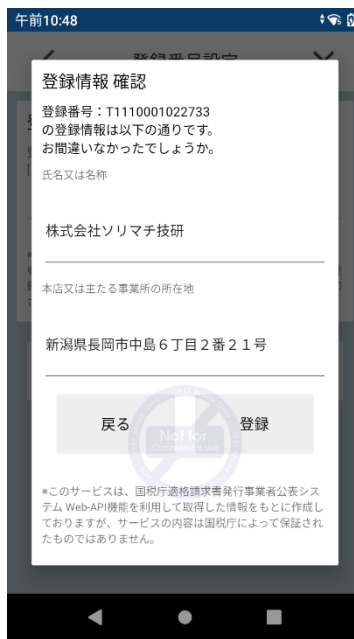 午前10:48
登録番号設定
登録情報 確認
登録番号：T1110001022733
の登録情報は以下の通りです。
お間違いなかったでしょうか。
氏名又は名称
株式会社ソリマチ技研
本店又は主たる事業所の所在地
新潟県長岡市中島６丁目２番２１号
戻る
登録
Not for
Commercial Use
※このサービスは、国税庁適格請求書発行事業者公表シス
テム Web-API機能を利用して取得した情報をもとに作成し
ておりますが、サービスの内容は国税庁によって保証され
たものではありません。